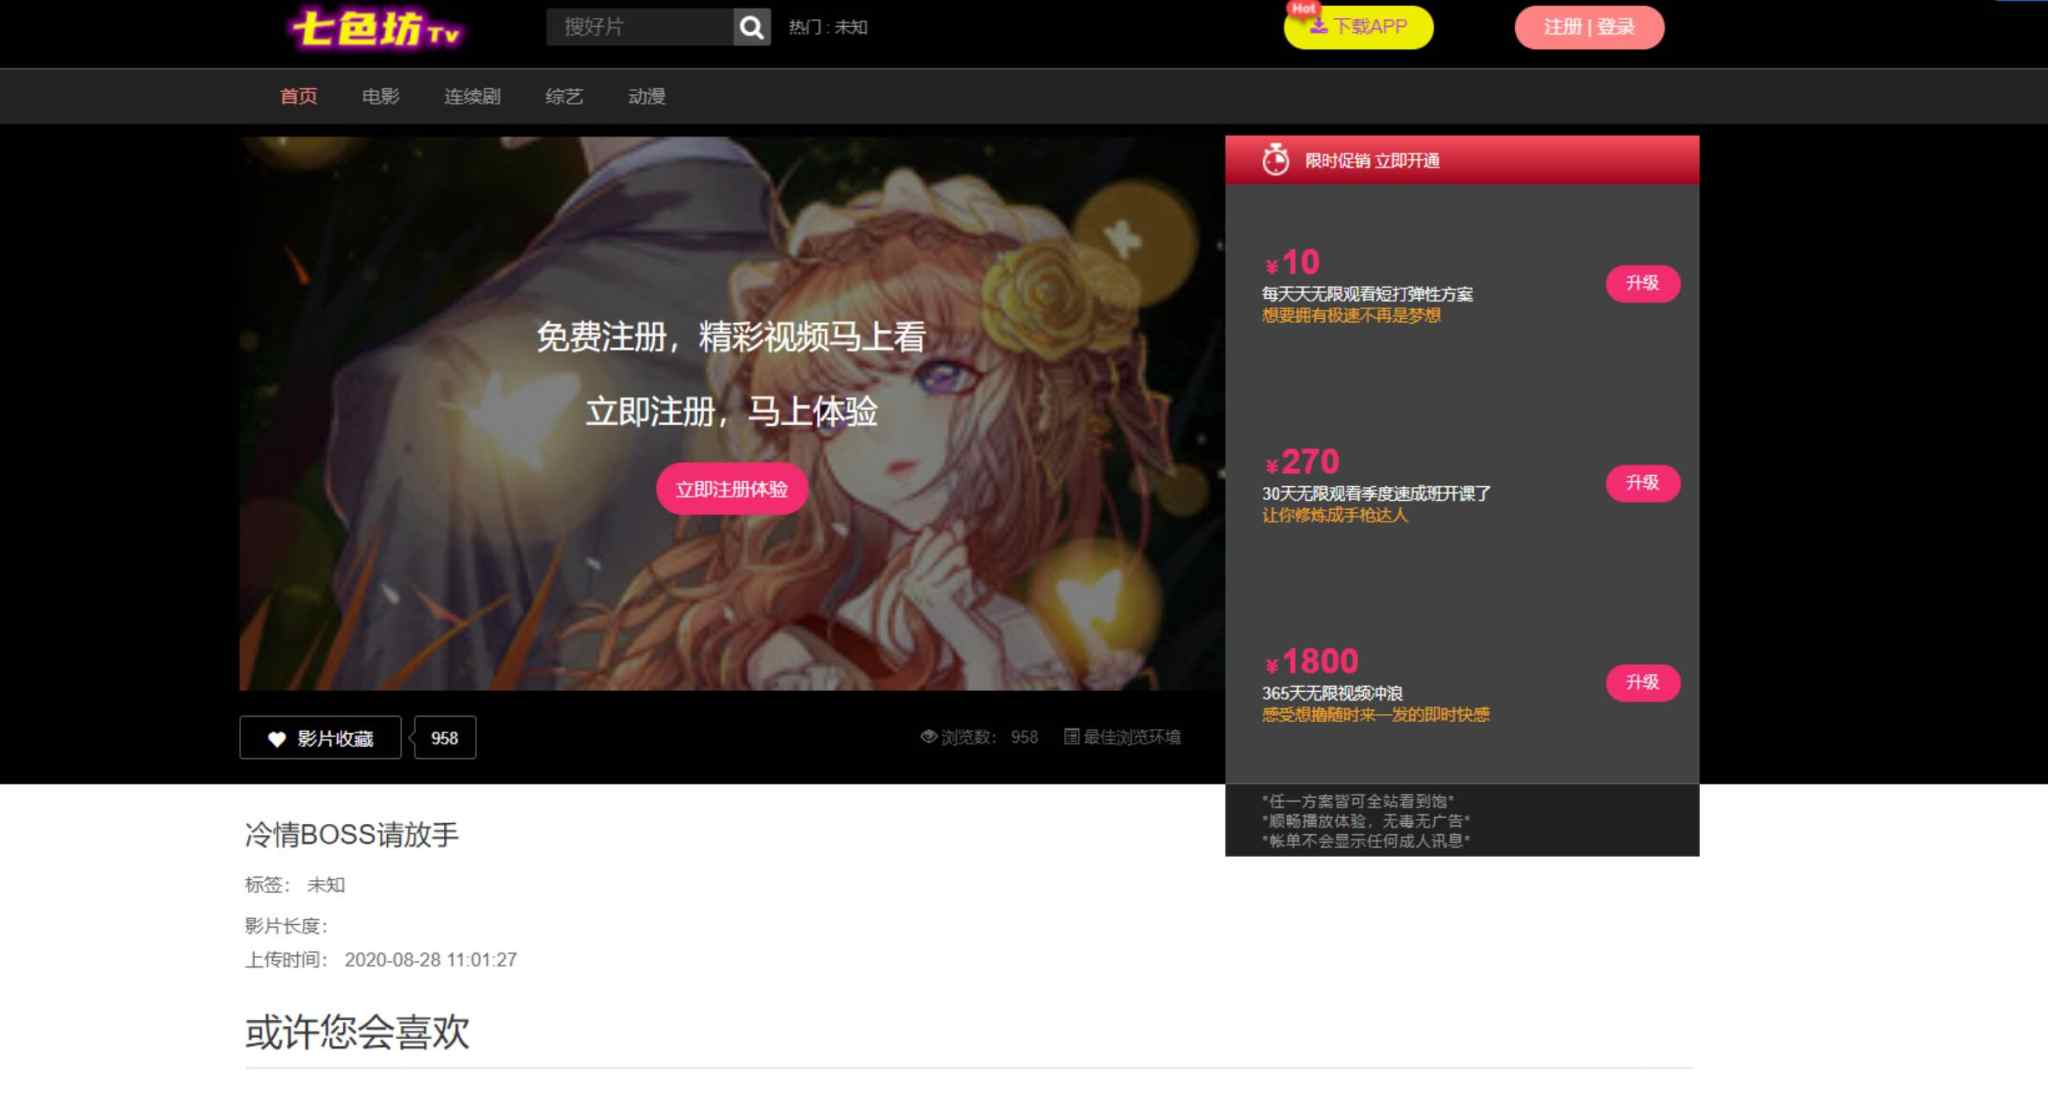 七色坊Tv
搜好片
热门 : 未知
Hot
下载APP
注册 | 登录
首页
电影
连续剧
综艺
动漫
免费注册，精彩视频马上看
立即注册，马上体验
立即注册体验
限时促销 立即开通
¥10
每天天无限观看短打弹性方案
想要拥有极速不再是梦想
升级
¥270
30天无限观看季度速成班开课了
让你修炼成手枪达人
升级
¥1800
365天无限视频冲浪
感受想撸随时来一发的即时快感
升级
*任一方案皆可全站看到饱*
*顺畅播放体验，无毒无广告*
*帐单不会显示任何成人讯息*
影片收藏
958
浏览数： 958
最佳浏览环境
冷情BOSS请放手
标签： 未知
影片长度：
上传时间： 2020-08-28 11:01:27
或许您会喜欢